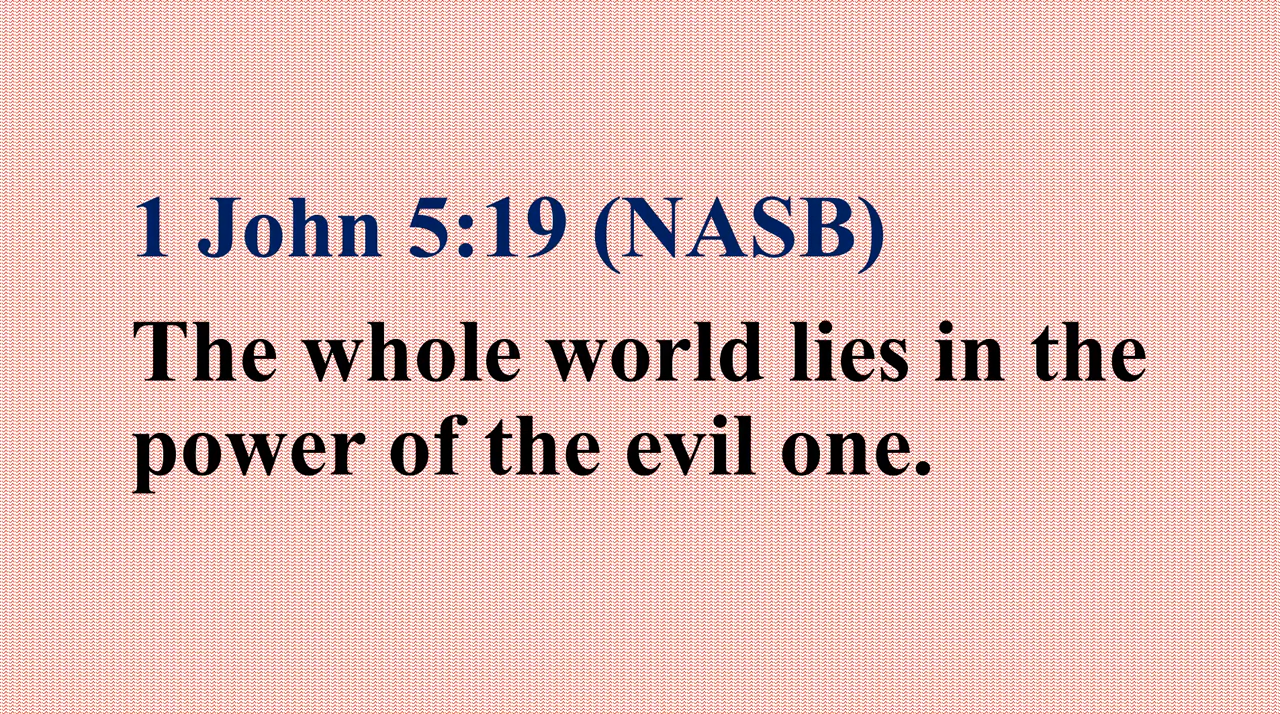 1 John 5:19 (NASB)
The whole world lies in the
power of the evil one.